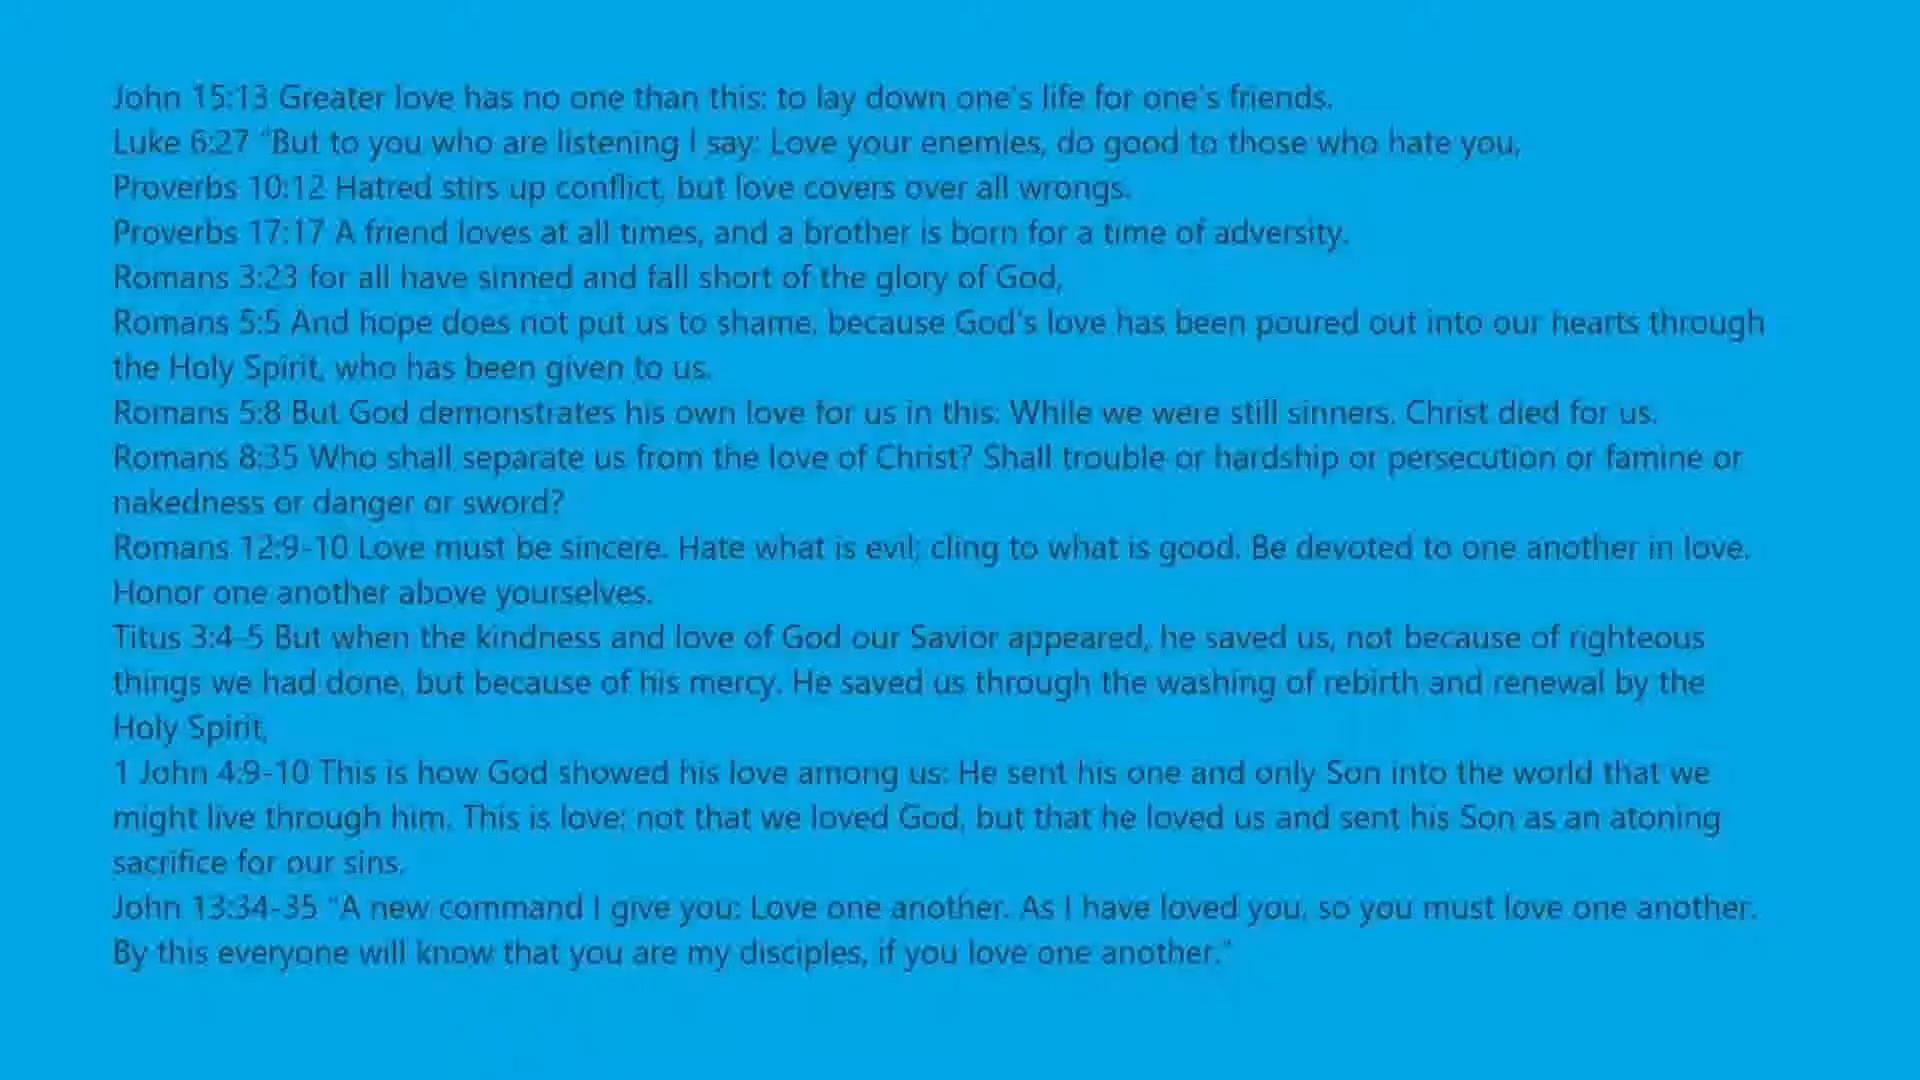 John 15:13 Greater love has no one than this: to lay down one's life for one's friends.
Luke 6:27 "But to you who are listening I say: Love your enemies, do good to those who hate you,
Proverbs 10:12 Hatred stirs up conflict, but love covers over all wrongs.
Proverbs 17:17 A friend loves at all times, and a brother is born for a time of adversity.
Romans 3:23 for all have sinned and fall short of the glory of God,
Romans 5:5 And hope does not put us to shame, because God's love has been poured out into our hearts through
the Holy Spirit, who has been given to us.
Romans 5:8 But God demonstrates his own love for us in this: While we were still sinners, Christ died for us.
Romans 8:35 Who shall separate us from the love of Christ? Shall trouble or hardship or persecution or famine or
nakedness or danger or sword?
Romans 12:9-10 Love must be sincere. Hate what is evil; cling to what is good. Be devoted to one another in love.
Honor one another above yourselves.
Titus 3:4-5 But when the kindness and love of God our Savior appeared, he saved us, not because of righteous
things we had done, but because of his mercy. He saved us through the washing of rebirth and renewal by the
Holy Spirit,
1 John 4:9-10 This is how God showed his love among us: He sent his one and only Son into the world that we
might live through him. This is love: not that we loved God, but that he loved us and sent his Son as an atoning
sacrifice for our sins.
John 13:34-35 "A new command I give you: Love one another. As I have loved you, so you must love one another.
By this everyone will know that you are my disciples, if you love one another."